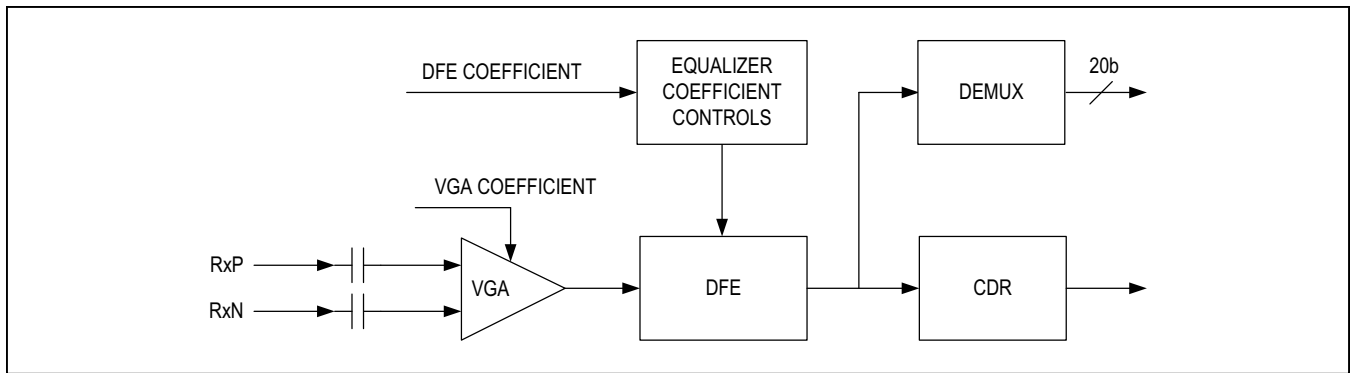 DFE COEFFICIENT
EQUALIZER
COEFFICIENT
CONTROLS
20b
DEMUX
VGA COEFFICIENT
RxP
RxN
VGA
DFE
CDR